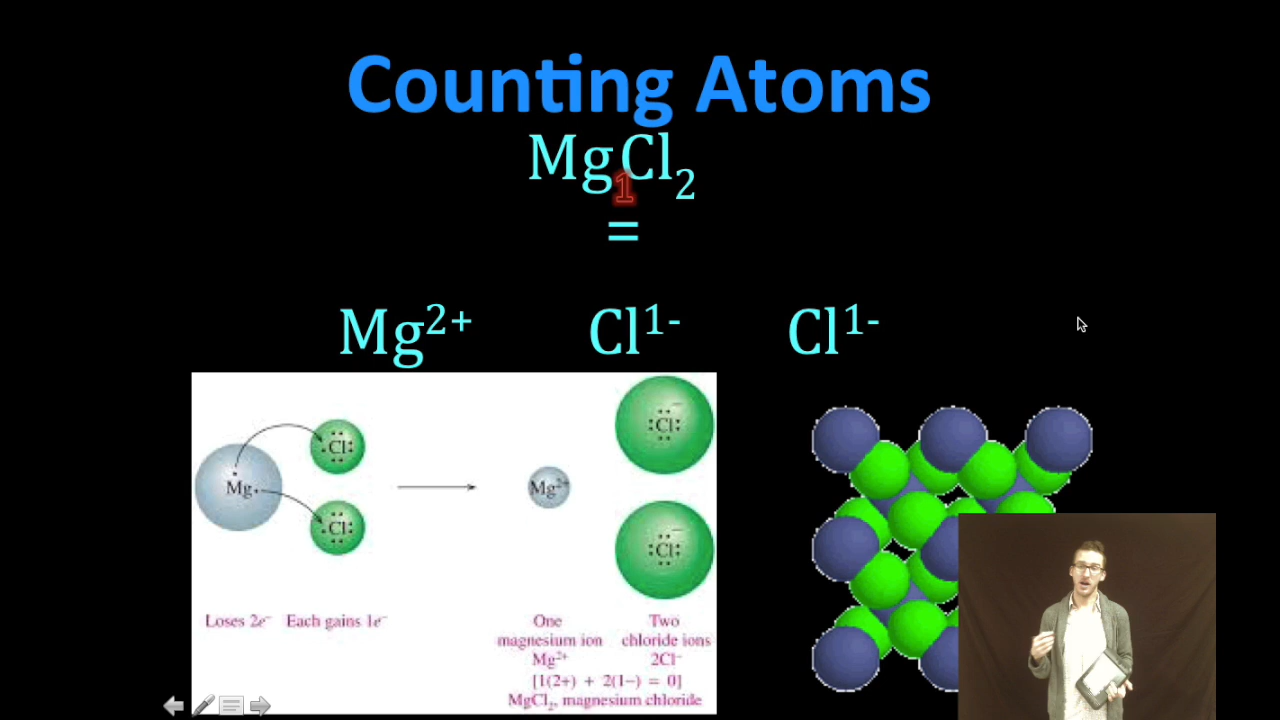 Counting Atoms
MgCl₂
1
=
Mg²⁺ Cl¹⁻ Cl¹⁻
·Cl:
Mg·
·Cl:
:Cl:⁻
Mg²⁺
:Cl:⁻
Loses 2e⁻ Each gains 1e⁻
One
magnesium ion
Mg²⁺
Two
chloride ions
2Cl⁻
[1(2+) + 2(1−) = 0]
MgCl₂, magnesium chloride